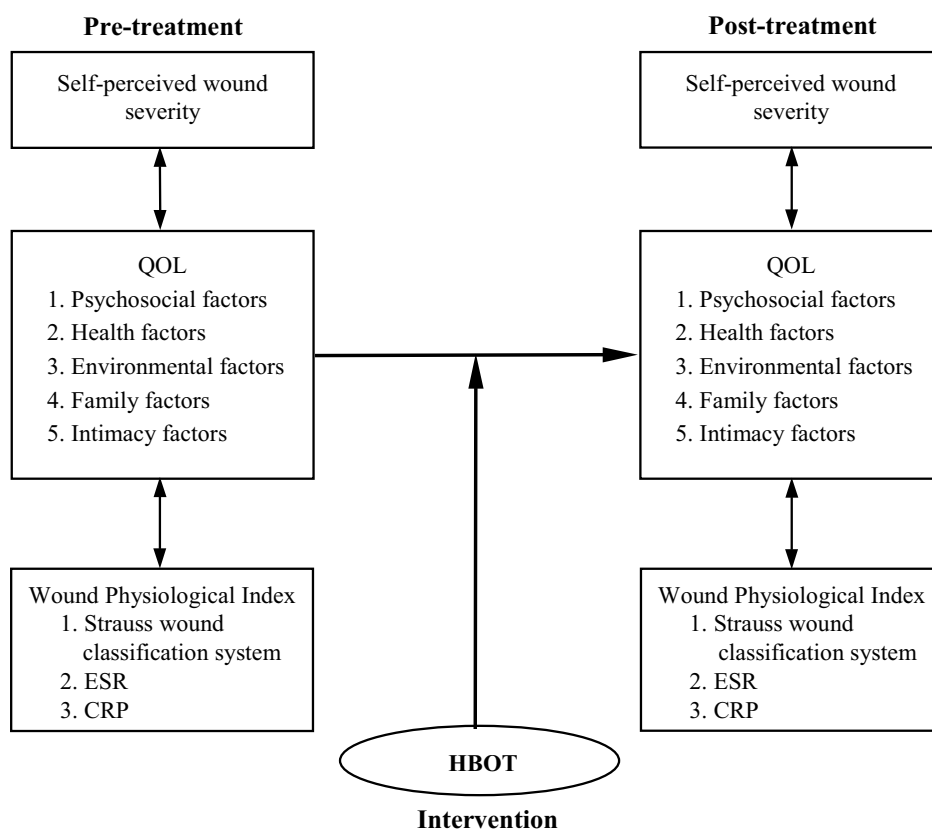 Pre-treatment
Self-perceived wound
severity
QOL
1. Psychosocial factors
2. Health factors
3. Environmental factors
4. Family factors
5. Intimacy factors
Wound Physiological Index
1. Strauss wound
classification system
2. ESR
3. CRP
Post-treatment
Self-perceived wound
severity
QOL
1. Psychosocial factors
2. Health factors
3. Environmental factors
4. Family factors
5. Intimacy factors
Wound Physiological Index
1. Strauss wound
classification system
2. ESR
3. CRP
HBOT
Intervention